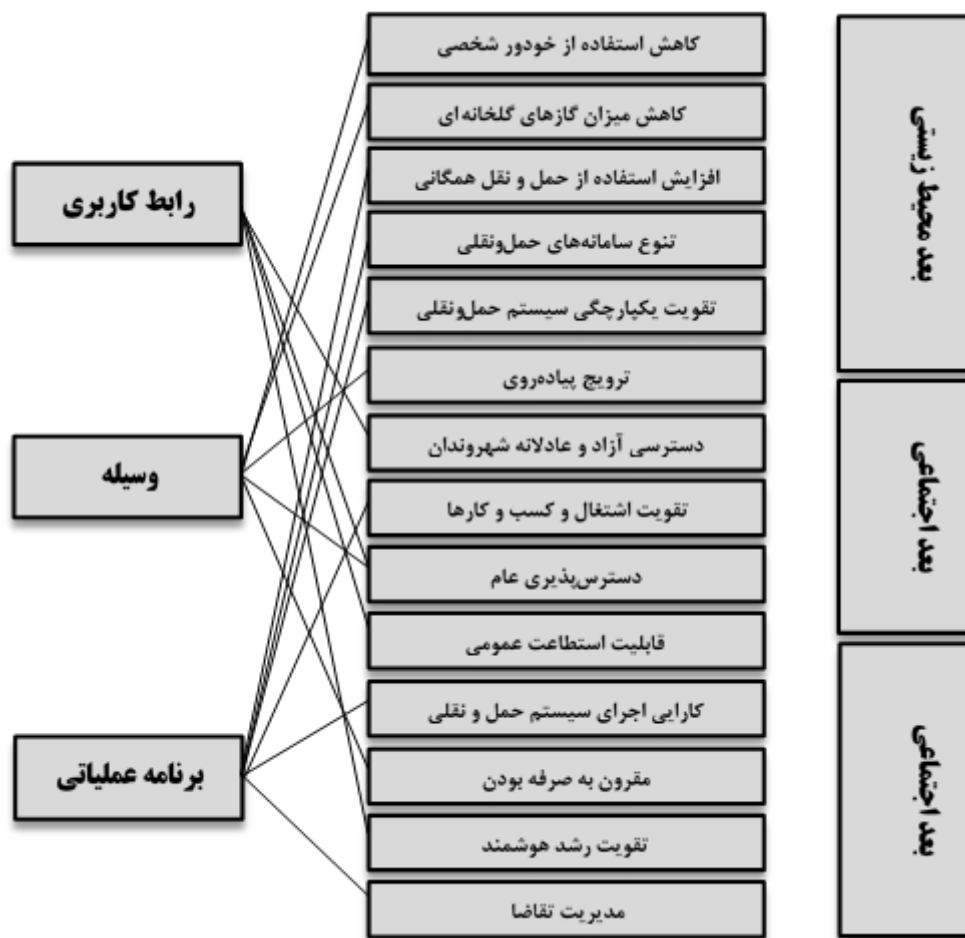 بعد محیط زیستی
بعد اجتماعی
بعد اجتماعی
کاهش استفاده از خودور شخصی
کاهش میزان گازهای گلخانه‌ای
افزایش استفاده از حمل و نقل همگانی
تنوع سامانه‌های حمل‌ونقلی
تقویت یکپارچگی سیستم حمل‌ونقلی
ترویج پیاده‌روی
دسترسی آزاد و عادلانه شهروندان
تقویت اشتغال و کسب و کارها
دسترس‌پذیری عام
قابلیت استطاعت عمومی
کارایی اجرای سیستم حمل و نقلی
مقرون به صرفه بودن
تقویت رشد هوشمند
مدیریت تقاضا
رابط کاربری
وسیله
برنامه عملیاتی